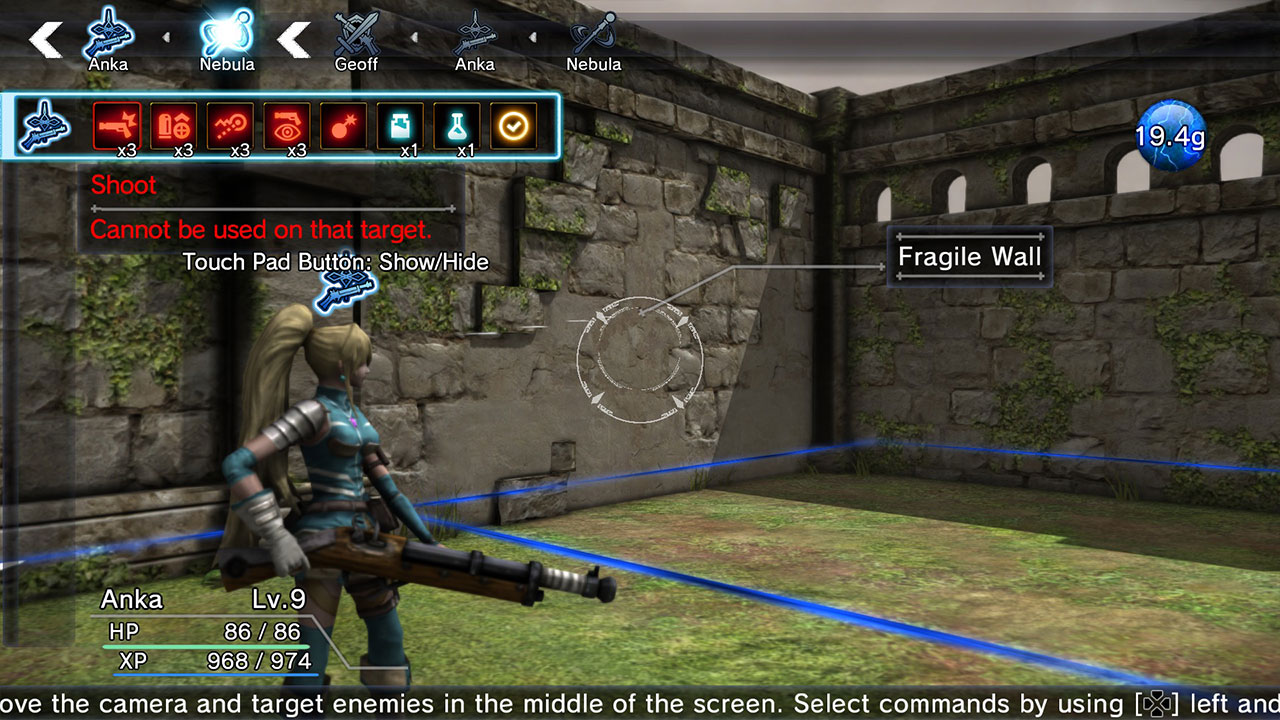 Anka
Nebula
Geoff
Anka
Nebula
x3
x3
x3
x3
x1
x1
19.4g
Shoot
Cannot be used on that target.
Touch Pad Button: Show/Hide
Fragile Wall
Anka Lv.9
HP 86 / 86
XP 968 / 974
ove the camera and target enemies in the middle of the screen. Select commands by using [ ] left and